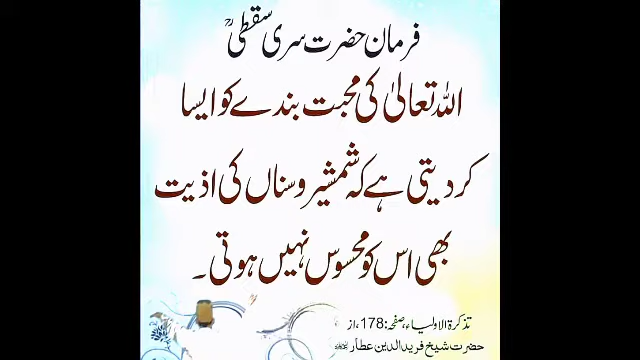 فرمان حضرت سری سقطیؒ
اللہ تعالیٰ کی محبت بندے کو ایسا
کر دیتی ہے کہ شمشیر و سناں کی اذیت
بھی اس کو محسوس نہیں ہوتی۔
تذکرۃ الاولیاء، صفحہ: 178، از
حضرت شیخ فرید الدین عطار